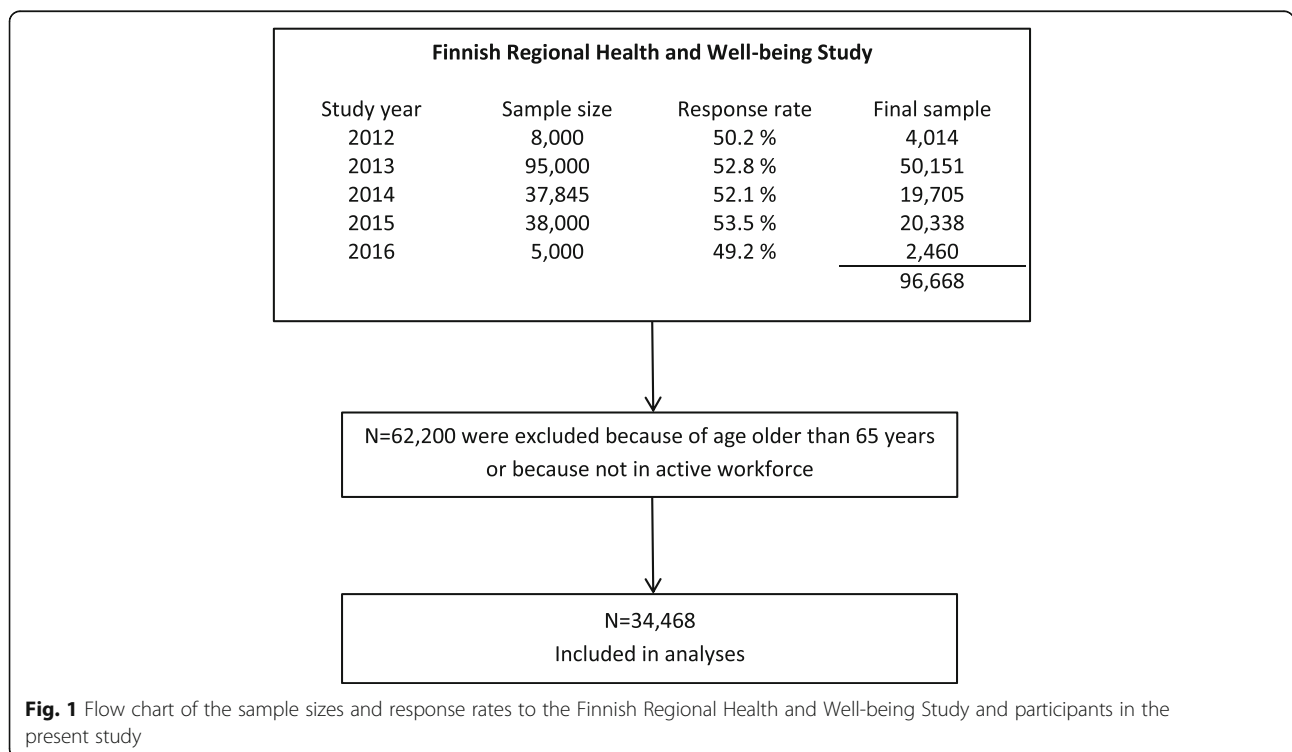 Finnish Regional Health and Well-being Study
Study year Sample size Response rate Final sample
2012 8,000 50.2 % 4,014
2013 95,000 52.8 % 50,151
2014 37,845 52.1 % 19,705
2015 38,000 53.5 % 20,338
2016 5,000 49.2 % 2,460
96,668
N=62,200 were excluded because of age older than 65 years
or because not in active workforce
N=34,468
Included in analyses
Fig. 1 Flow chart of the sample sizes and response rates to the Finnish Regional Health and Well-being Study and participants in the
present study